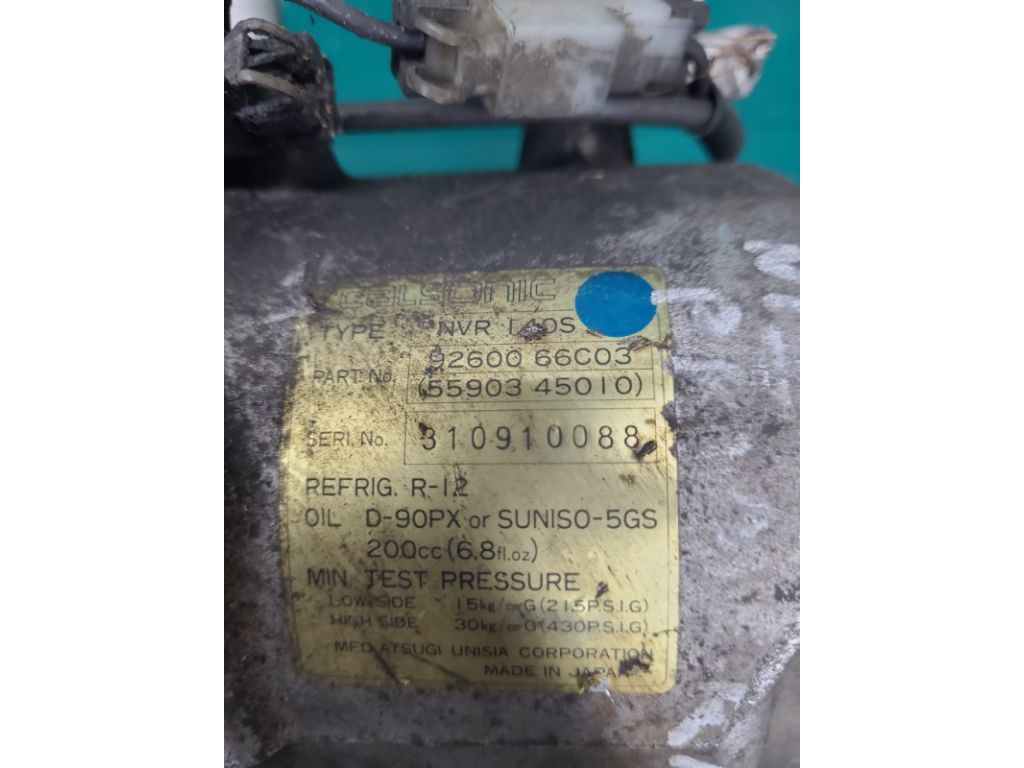 CELSONIC
TYPE NVR 140S
PART No. 92600 66C03
(55903 45010)
SERI. No. 310910088
REFRIG. R-12
OIL D-90PX or SUNISO-5GS
200cc (6.8fl.oz)
MIN. TEST PRESSURE
LOW SIDE 15kg/cm²G (215P.S.I.G)
HIGH SIDE 30kg/cm²G (430P.S.I.G)
ATSUGI UNISIA CORPORATION
MADE IN JAPAN